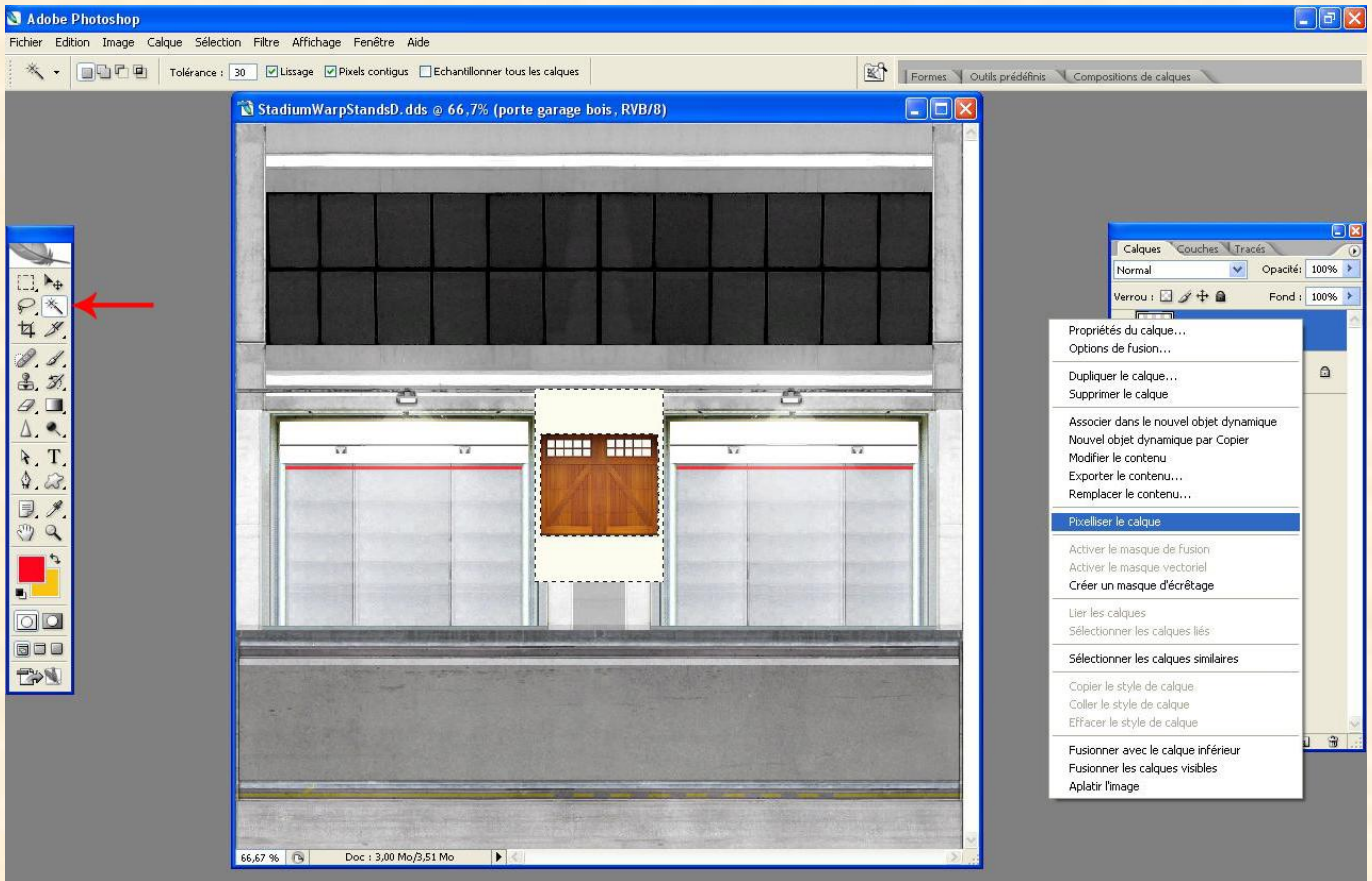 Adobe Photoshop
Fichier Edition Image Calque Sélection Filtre Affichage Fenêtre Aide
Tolérance : 30 Lissage Pixels contigus Echantillonner tous les calques
Formes Outils prédéfinis Compositions de calques
StadiumWarpStandsD.dds @ 66,7% (porte garage bois, RVB/8)
Calques Couches Tracés
Normal Opacité: 100%
Verrou : Fond : 100%
Propriétés du calque...
Options de fusion...
Dupliquer le calque...
Supprimer le calque
Associer dans le nouvel objet dynamique
Nouvel objet dynamique par Copier
Modifier le contenu
Exporter le contenu...
Remplacer le contenu...
Pixelliser le calque
Activer le masque de fusion
Activer le masque vectoriel
Créer un masque d'écrêtage
Lier les calques
Sélectionner les calques liés
Sélectionner les calques similaires
Copier le style de calque
Coller le style de calque
Effacer le style de calque
Fusionner avec le calque inférieur
Fusionner les calques visibles
Aplatir l'image
T
66,67 % Doc : 3,00 Mo/3,51 Mo